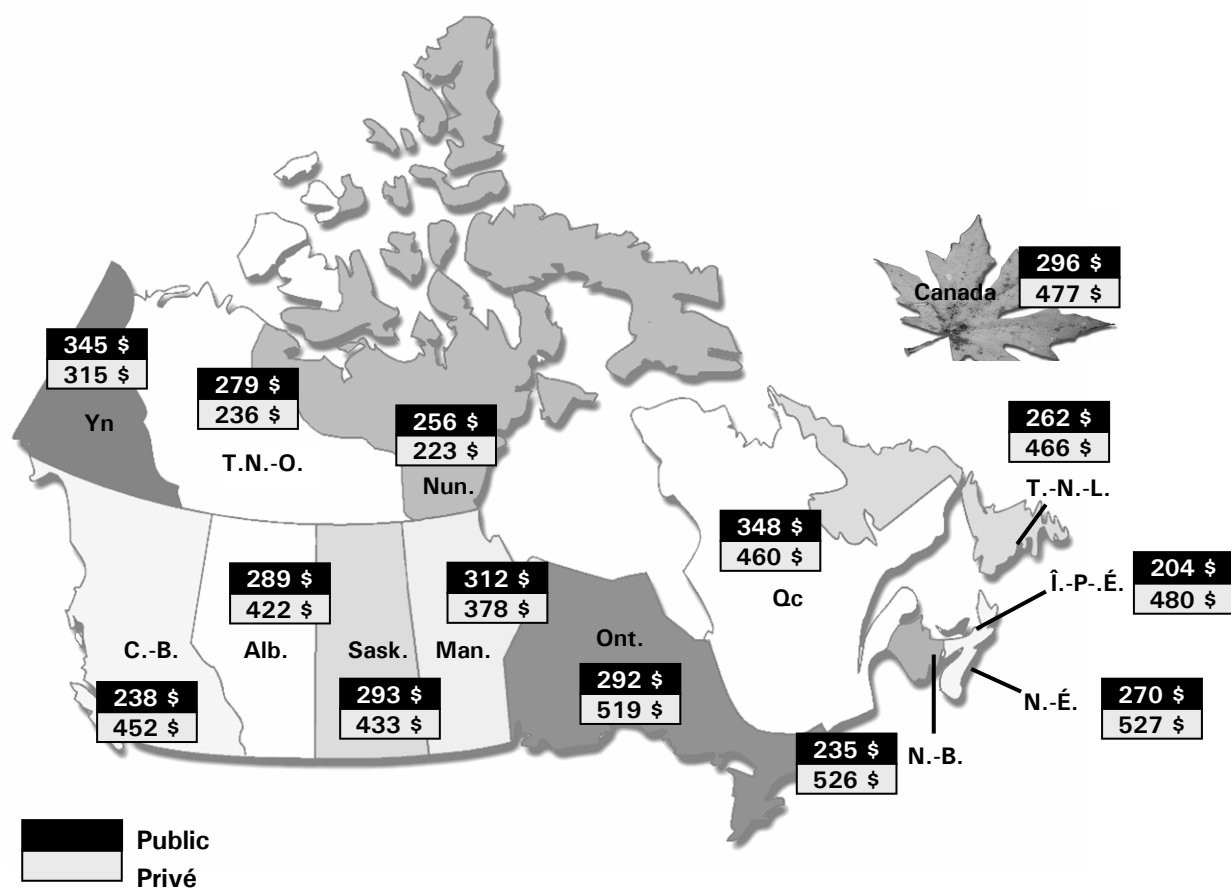 296 $
Canada
477 $
345 $
315 $
Yn
279 $
236 $
T.N.-O.
256 $
223 $
Nun.
262 $
466 $
T.-N.-L.
348 $
460 $
Qc
204 $
Î.-P-.É.
480 $
289 $
422 $
Alb.
312 $
378 $
Man.
C.-B.
238 $
452 $
Sask.
293 $
433 $
Ont.
292 $
519 $
N.-É.
270 $
527 $
235 $
N.-B.
526 $
Public
Privé